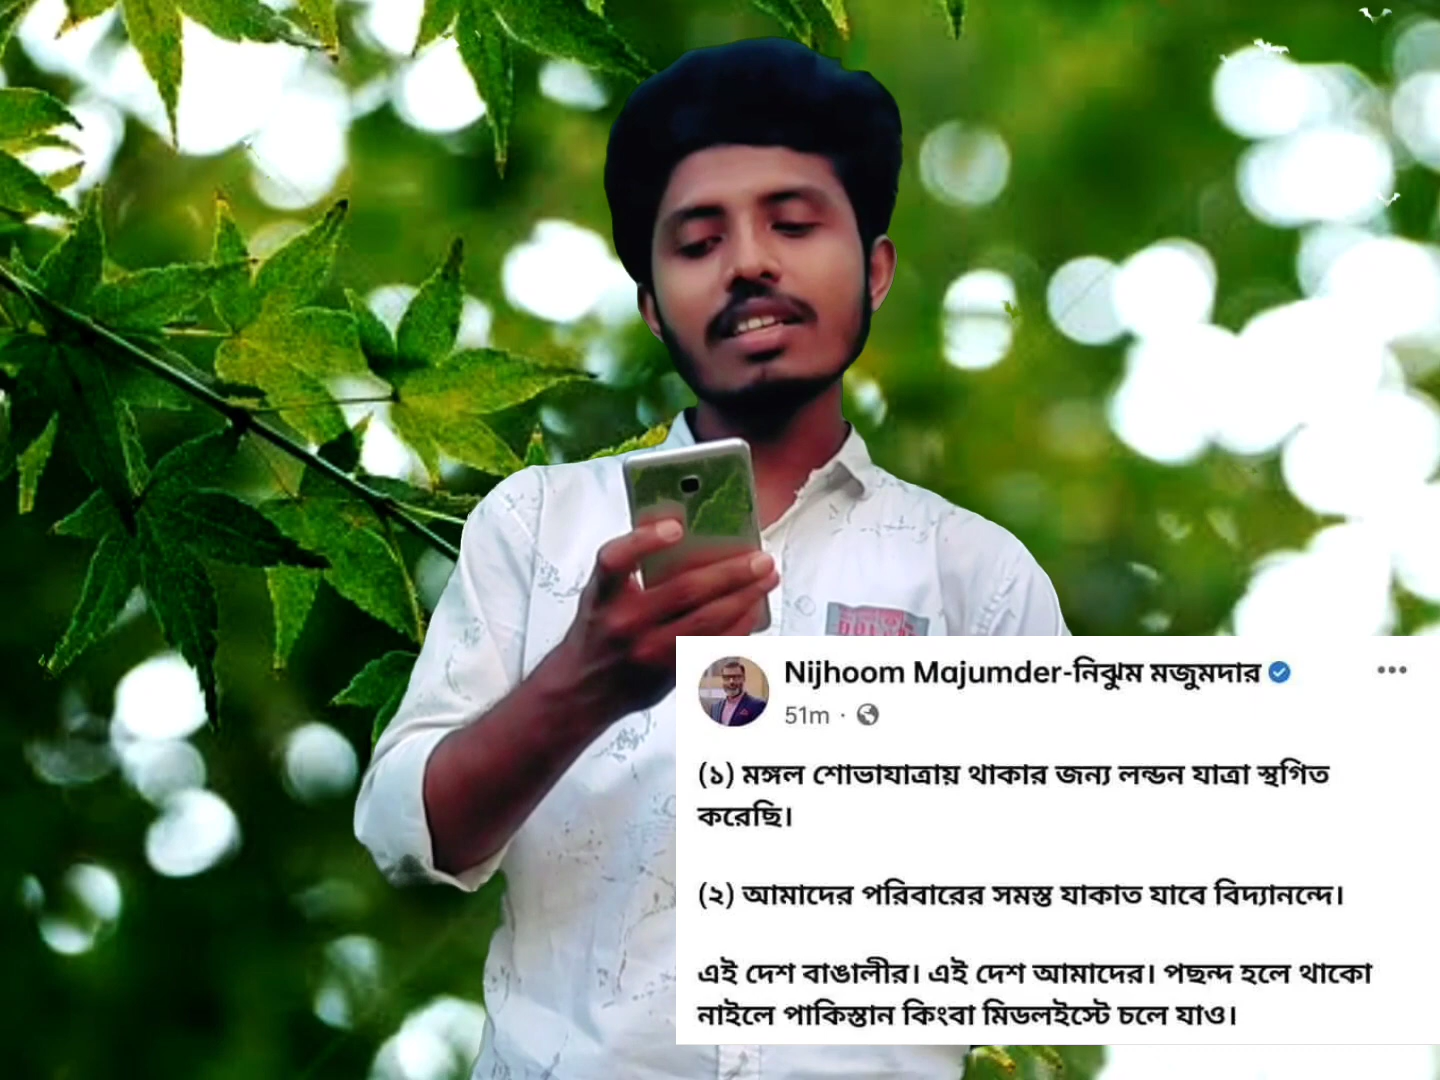 Nijhoom Majumder-নিঝুম মজুমদার
51m ·
(১) মঙ্গল শোভাযাত্রায় থাকার জন্য লন্ডন যাত্রা স্থগিত
করেছি।
(২) আমাদের পরিবারের সমস্ত যাকাত যাবে বিদ্যানন্দে।
এই দেশ বাঙালীর। এই দেশ আমাদের। পছন্দ হলে থাকো
নাইলে পাকিস্তান কিংবা মিডলইস্টে চলে যাও।